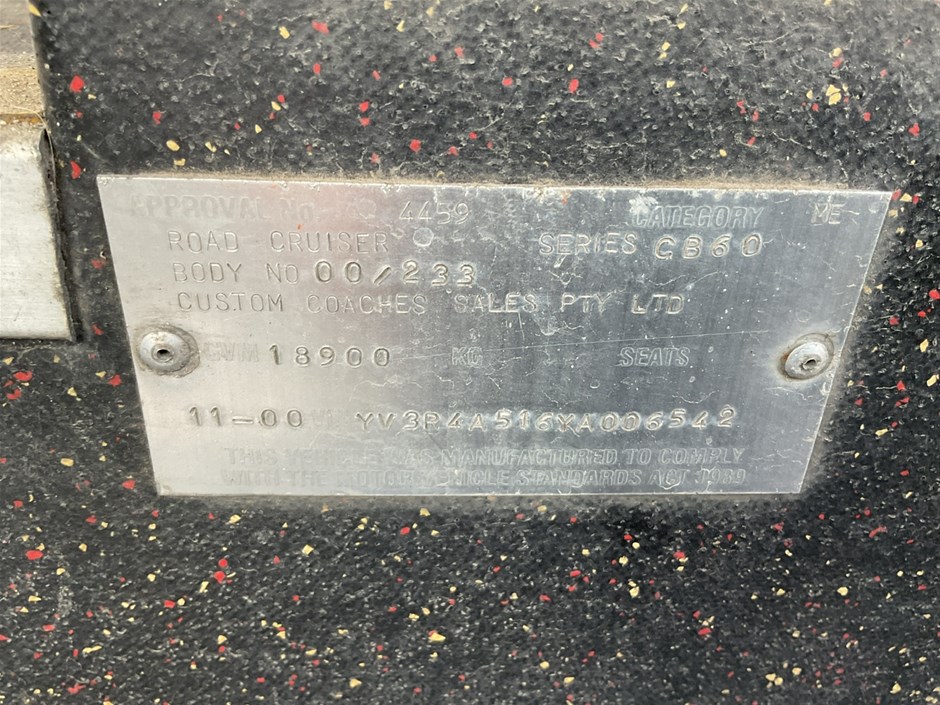 APPROVAL No 4459 CATEGORY ME
ROAD CRUISER SERIES CB60
BODY NO 00/233
CUSTOM COACHES SALES PTY LTD
GVM 18900 KG SEATS
11-00 YV3R4A516YA006542
THIS VEHICLE WAS MANUFACTURED TO COMPLY
WITH THE MOTOR VEHICLE STANDARDS ACT 1989